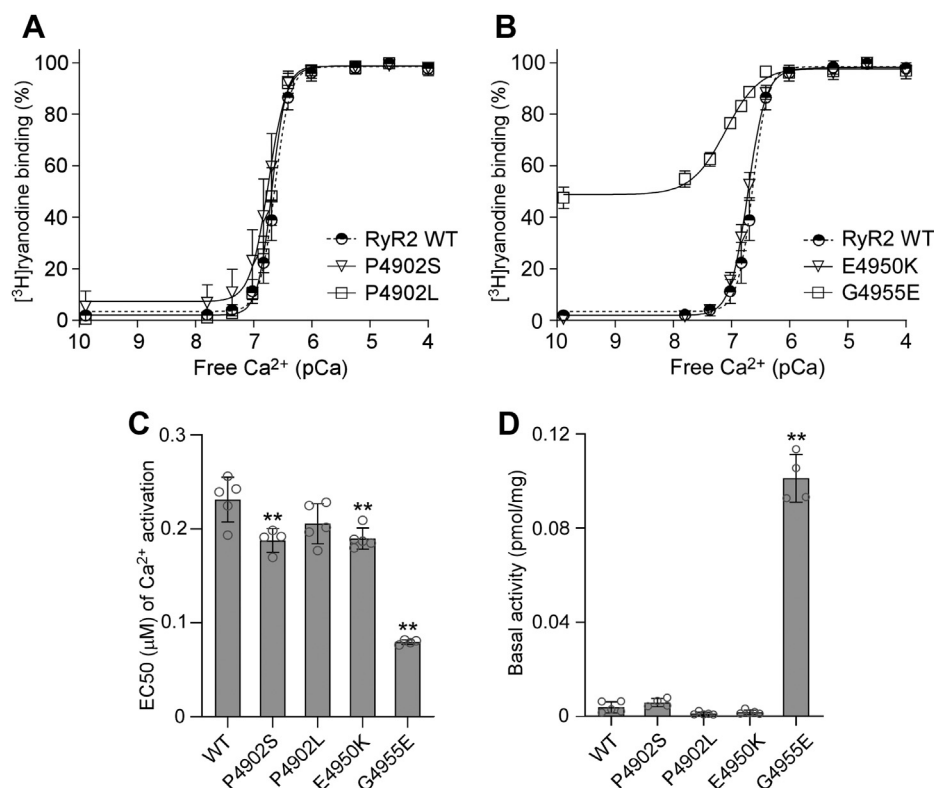 A
100
80
60
40
20
0
[³H]ryanodine binding (%)
RyR2 WT
P4902S
P4902L
10 9 8 7 6 5 4
Free Ca²⁺ (pCa)
B
100
80
60
40
20
0
[³H]ryanodine binding (%)
RyR2 WT
E4950K
G4955E
10 9 8 7 6 5 4
Free Ca²⁺ (pCa)
C
0.3
0.2
0.1
0
EC50 (μM) of Ca²⁺ activation
**
**
**
WT
P4902S
P4902L
E4950K
G4955E
D
0.12
0.08
0.04
0
Basal activity (pmol/mg)
**
WT
P4902S
P4902L
E4950K
G4955E